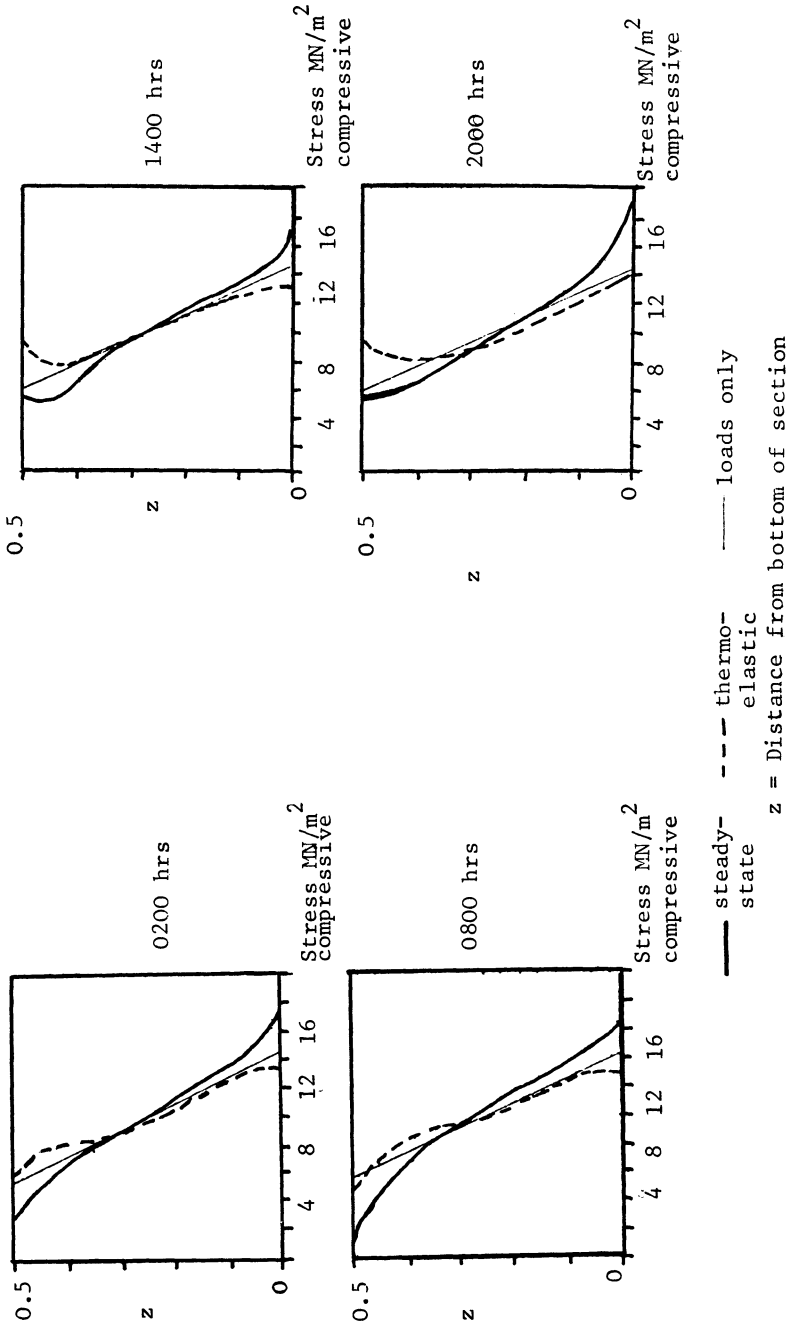 0.5
z
0
4
8
12
16
Stress MN/m²
compressive
0200 hrs
0.5
z
0
4
8
12
16
Stress MN/m²
compressive
1400 hrs
0.5
z
0
4
8
12
16
Stress MN/m²
compressive
0800 hrs
0.5
z
0
4
8
12
16
Stress MN/m²
compressive
2000 hrs
steady-
state
thermo-
elastic
loads only
z = Distance from bottom of section